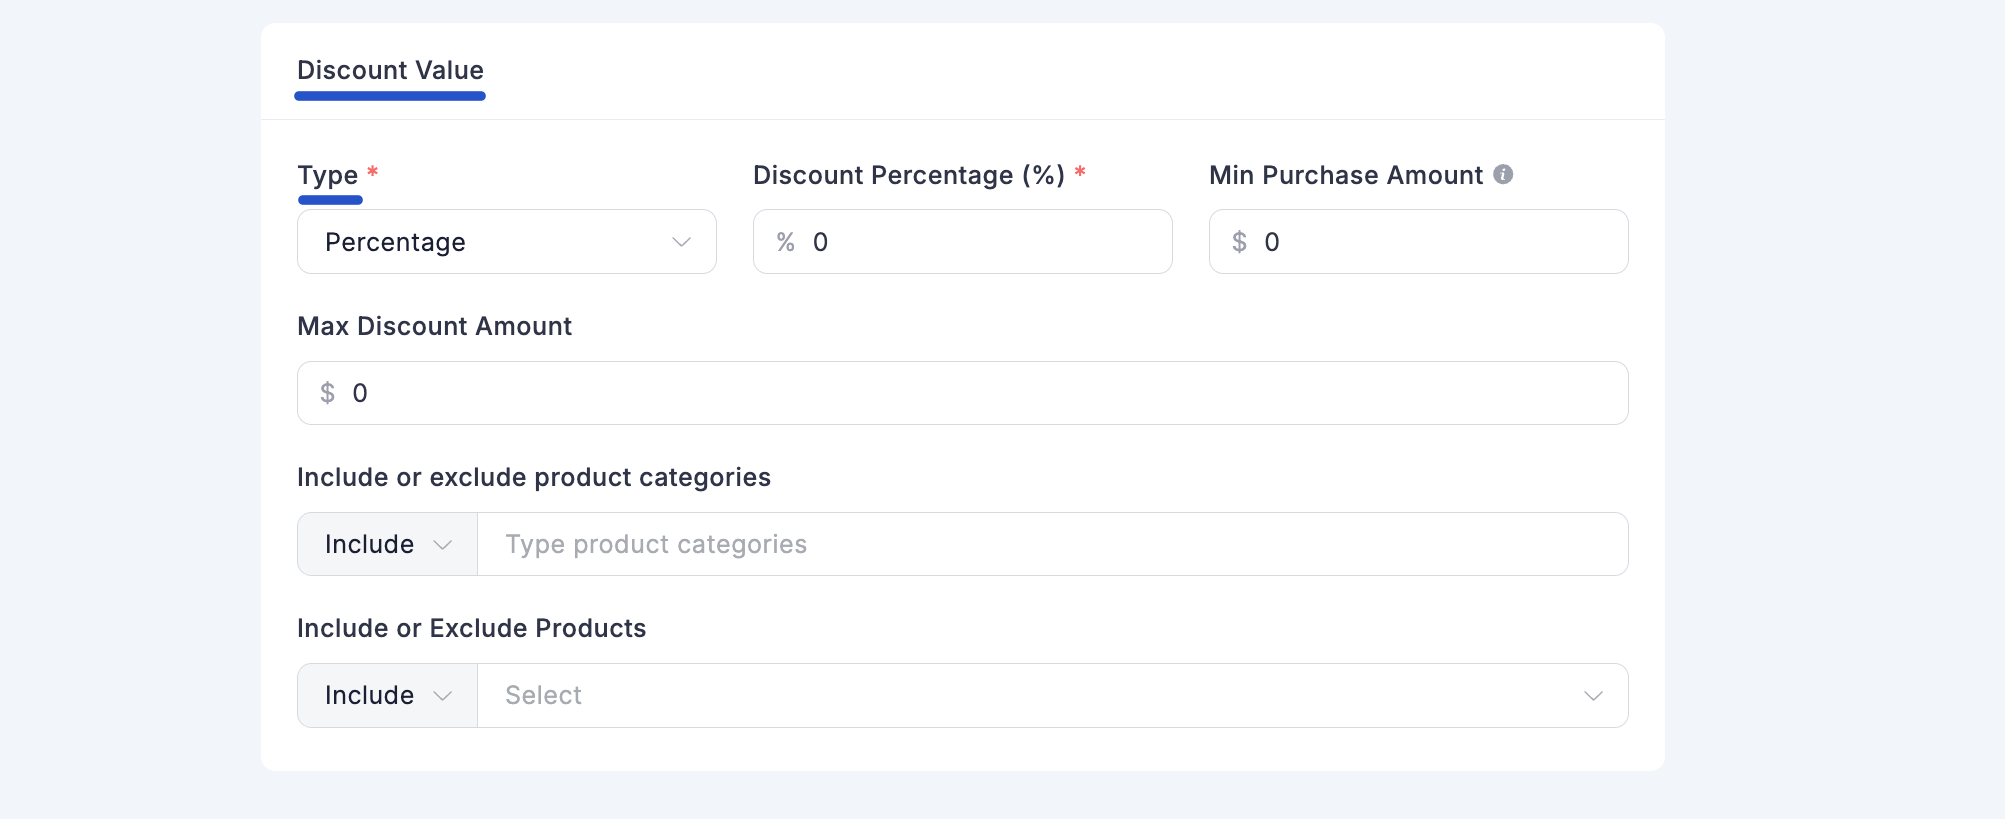 Discount Value
Type * Discount Percentage (%) * Min Purchase Amount i
Percentage % 0 $ 0
Max Discount Amount
$ 0
Include or exclude product categories
Include Type product categories
Include or Exclude Products
Include Select